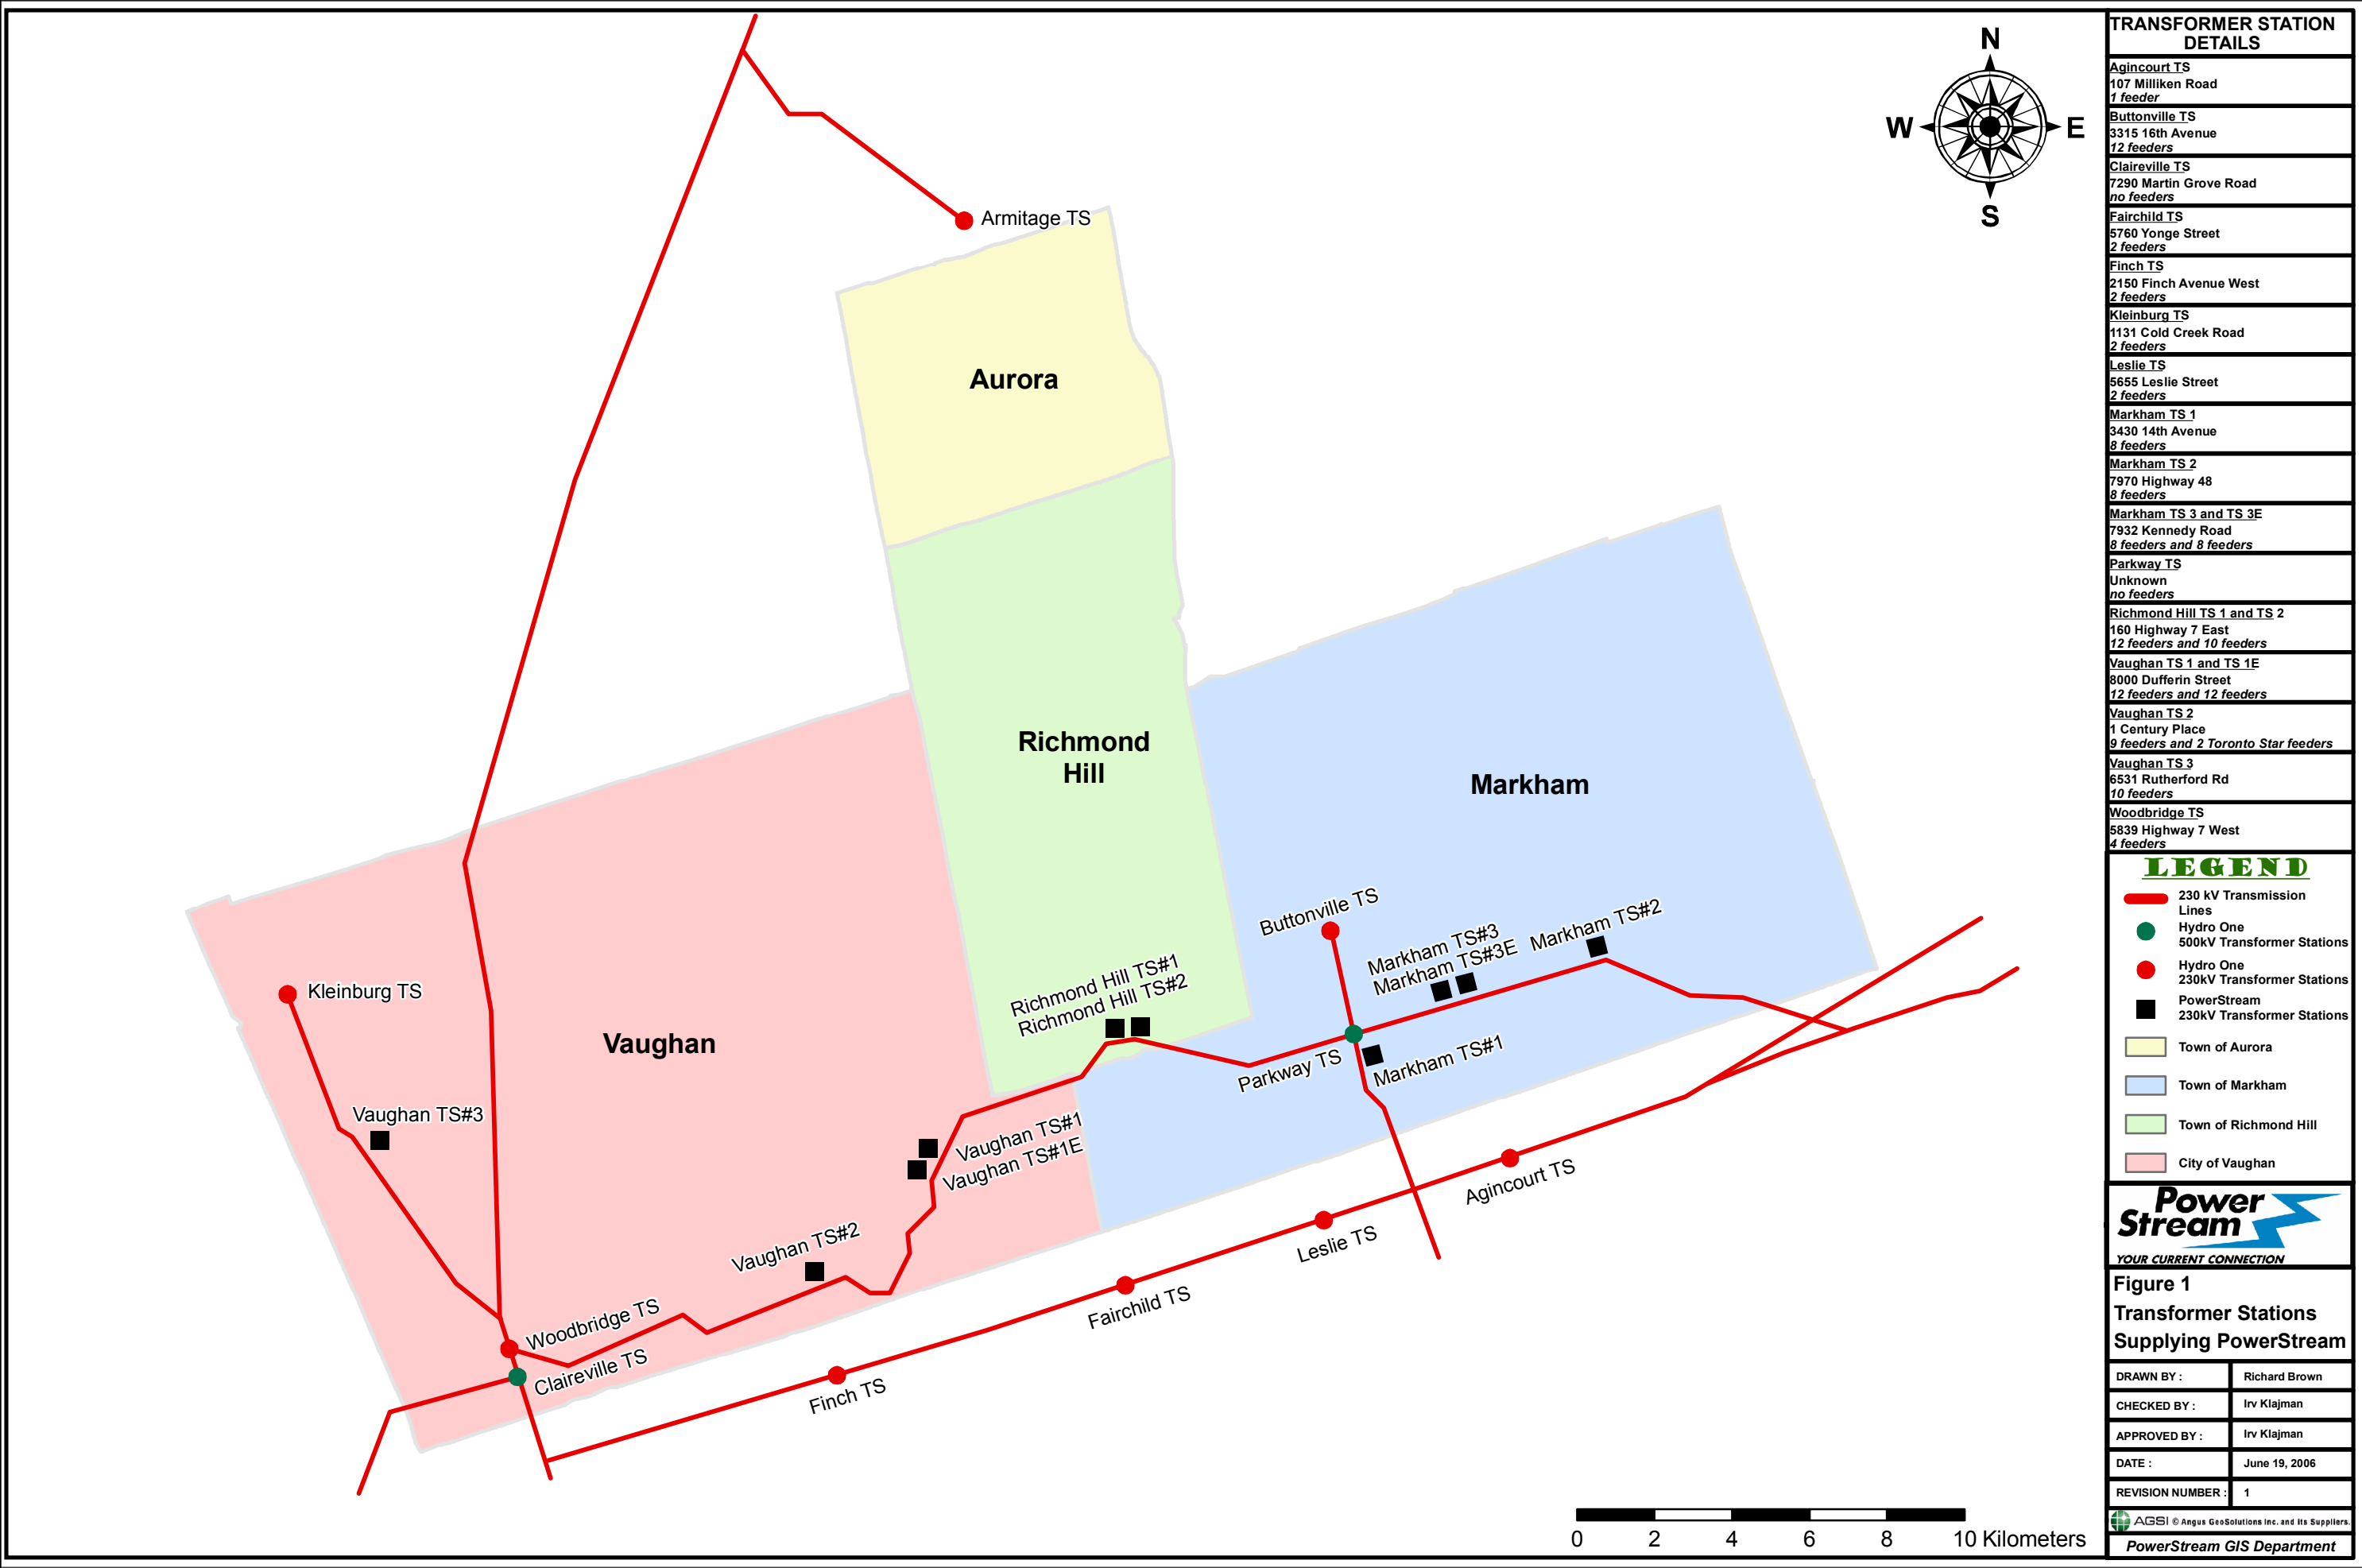 N
W
E
S
Armitage TS
Aurora
Richmond
Hill
Markham
Vaughan
Kleinburg TS
Vaughan TS#3
Buttonville TS
Markham TS#3
Markham TS#3E
Markham TS#2
Richmond Hill TS#1
Richmond Hill TS#2
Parkway TS
Markham TS#1
Vaughan TS#1
Vaughan TS#1E
Vaughan TS#2
Woodbridge TS
Claireville TS
Agincourt TS
Leslie TS
Fairchild TS
Finch TS
0 2 4 6 8 10 Kilometers
TRANSFORMER STATION
DETAILS
Agincourt TS
107 Milliken Road
1 feeder
Buttonville TS
3315 16th Avenue
12 feeders
Claireville TS
7290 Martin Grove Road
no feeders
Fairchild TS
5760 Yonge Street
2 feeders
Finch TS
2150 Finch Avenue West
2 feeders
Kleinburg TS
1131 Cold Creek Road
2 feeders
Leslie TS
5655 Leslie Street
2 feeders
Markham TS 1
3430 14th Avenue
8 feeders
Markham TS 2
7970 Highway 48
8 feeders
Markham TS 3 and TS 3E
7932 Kennedy Road
8 feeders and 8 feeders
Parkway TS
Unknown
no feeders
Richmond Hill TS 1 and TS 2
160 Highway 7 East
12 feeders and 10 feeders
Vaughan TS 1 and TS 1E
8000 Dufferin Street
12 feeders and 12 feeders
Vaughan TS 2
1 Century Place
9 feeders and 2 Toronto Star feeders
Vaughan TS 3
6531 Rutherford Rd
10 feeders
Woodbridge TS
5839 Highway 7 West
4 feeders
LEGEND
230 kV Transmission
Lines
Hydro One
500kV Transformer Stations
Hydro One
230kV Transformer Stations
PowerStream
230kV Transformer Stations
Town of Aurora
Town of Markham
Town of Richmond Hill
City of Vaughan
Power
Stream
YOUR CURRENT CONNECTION
Figure 1
Transformer Stations
Supplying PowerStream
DRAWN BY : Richard Brown
CHECKED BY : Irv Klajman
APPROVED BY : Irv Klajman
DATE : June 19, 2006
REVISION NUMBER : 1
AGSI © Angus GeoSolutions Inc. and Its Suppliers.
PowerStream GIS Department